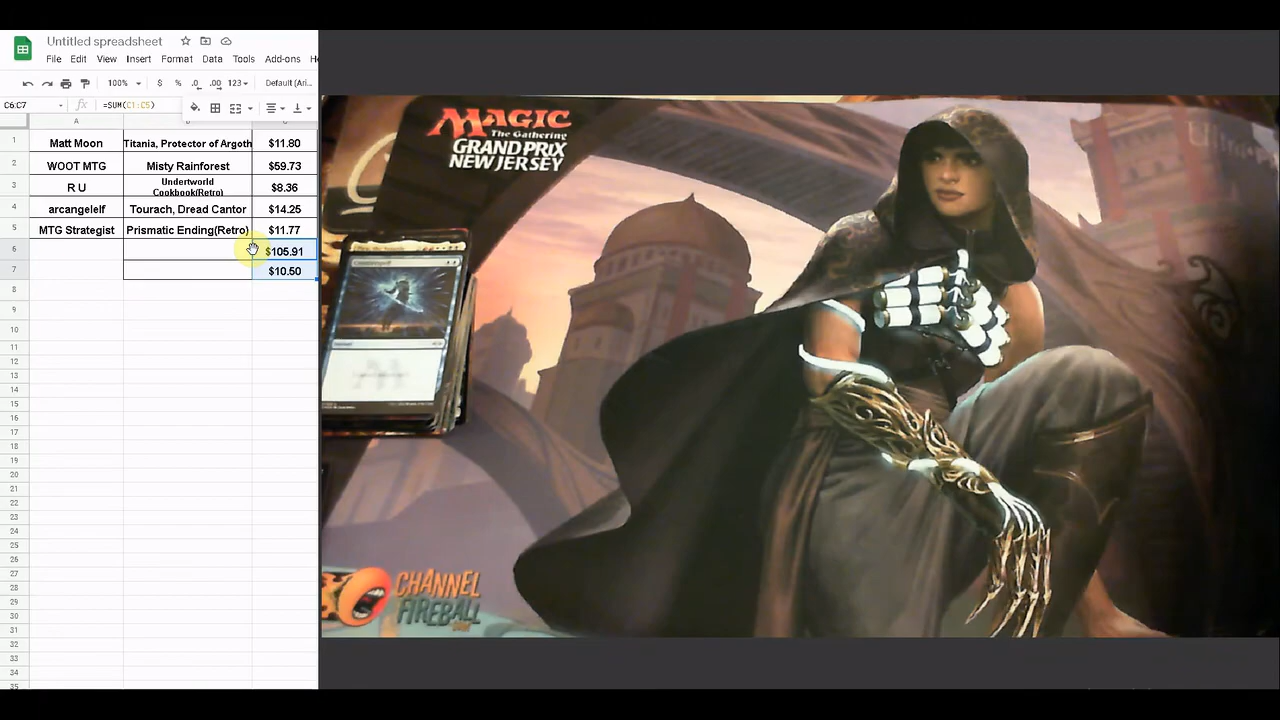 Untitled spreadsheet
File Edit View Insert Format Data Tools Add-ons H
100% $ % .0 .00 123 Default (Ari...
C6:C7 fx =SUM(C1:C5)
A
1 Matt Moon Titania, Protector of Argoth $11.80
2 WOOT MTG Misty Rainforest $59.73
3 R U Underworld Cookbook(Retro) $8.36
4 arcangelelf Tourach, Dread Cantor $14.25
5 MTG Strategist Prismatic Ending(Retro) $11.77
6 $105.91
7 $10.50
8
9
10
11
12
13
14
15
16
17
18
19
20
21
22
23
24
25
26
27
28
29
30
31
32
33
34
35
MAGIC
The Gathering
GRAND PRIX
NEW JERSEY
Counterspell
CHANNEL
FIREBALL